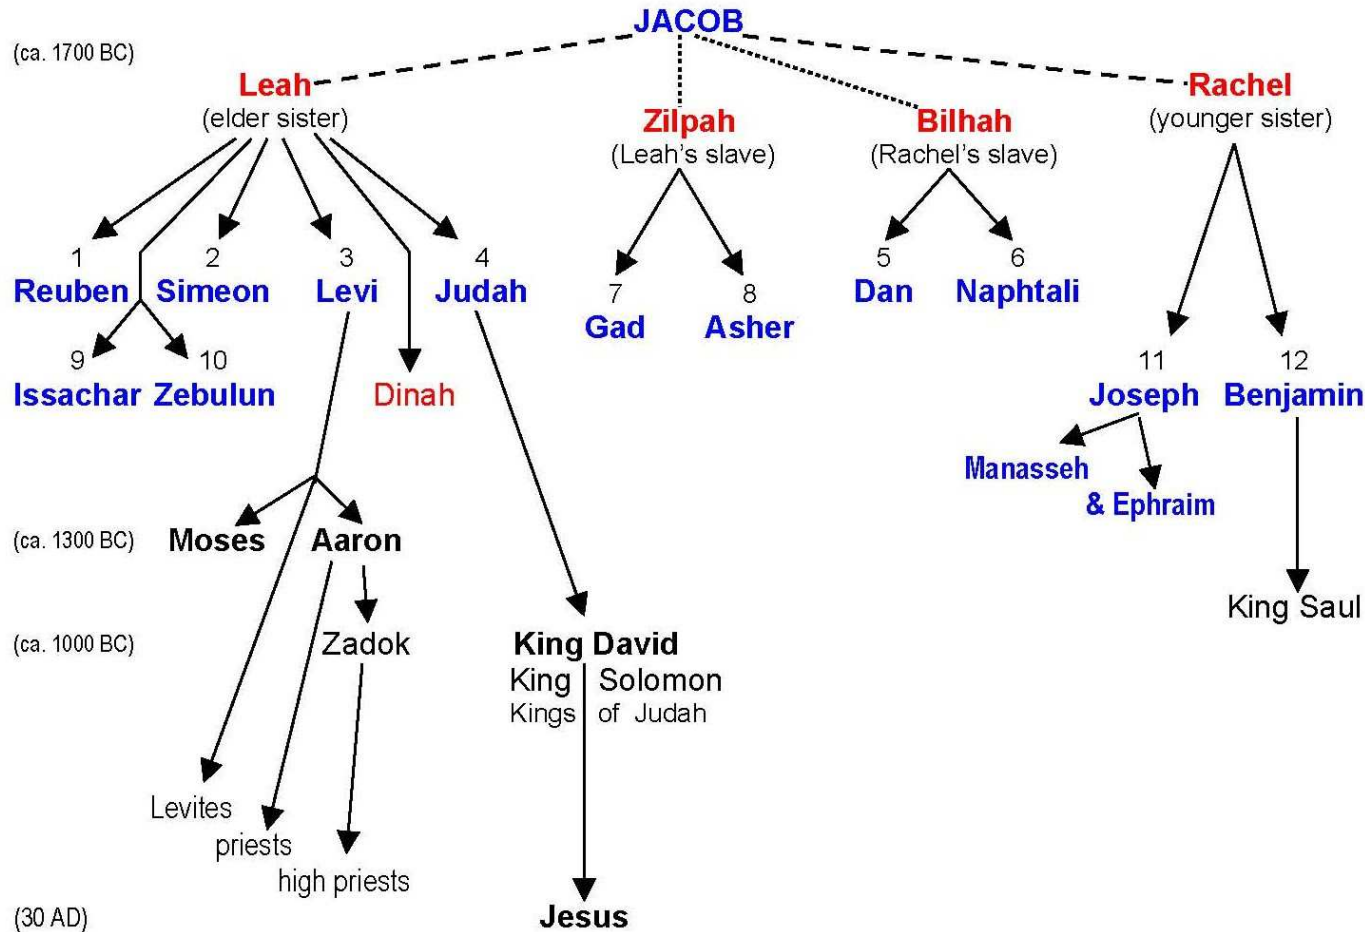 JACOB
(ca. 1700 BC)
Leah
(elder sister)
Zilpah
(Leah's slave)
Bilhah
(Rachel's slave)
Rachel
(younger sister)
1
Reuben
2
Simeon
3
Levi
4
Judah
7
Gad
8
Asher
5
Dan
6
Naphtali
9
Issachar
10
Zebulun
Dinah
11
Joseph
12
Benjamin
Manasseh
& Ephraim
(ca. 1300 BC)
Moses
Aaron
King Saul
(ca. 1000 BC)
Zadok
King David
King Solomon
Kings of Judah
Levites
priests
high priests
(30 AD)
Jesus